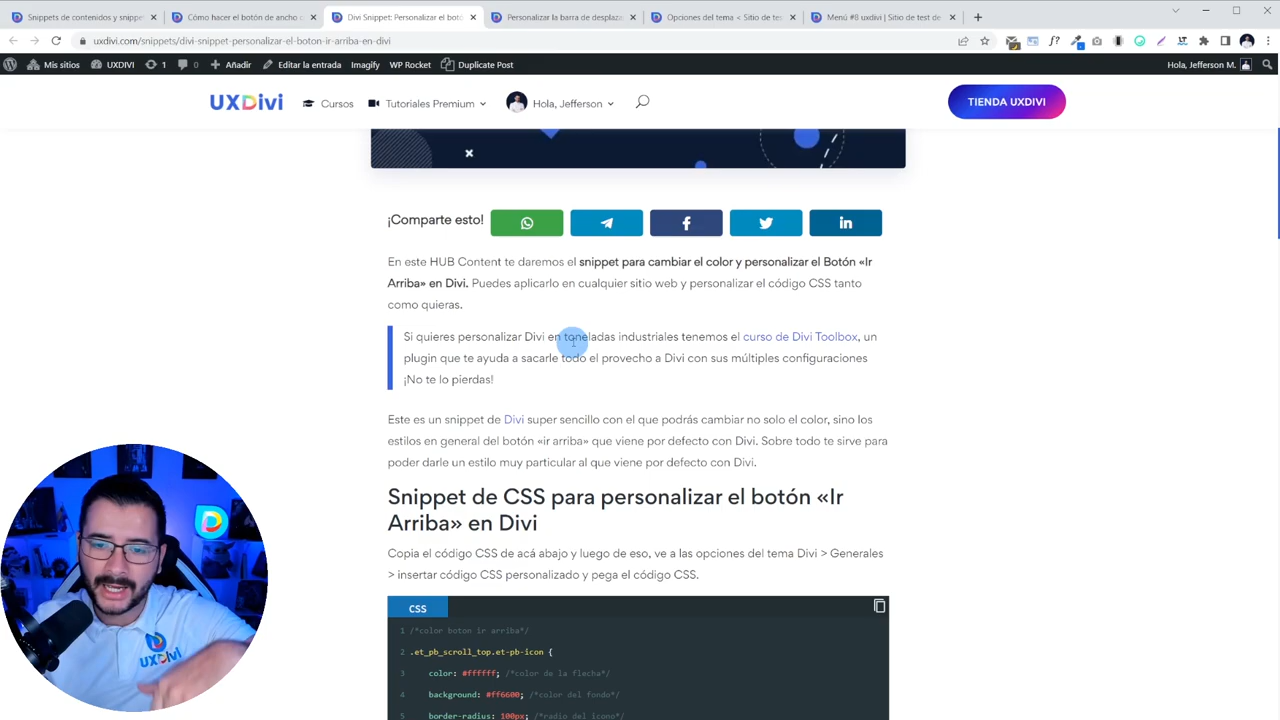 Snippets de contenidos y snippe
Cómo hacer el botón de ancho c
Divi Snippet: Personalizar el bot
Personalizar la barra de desplaza
Opciones del tema < Sitio de tes
Menú #8 uxdivi | Sitio de test de
uxdivi.com/snippets/divi-snippet-personalizar-el-boton-ir-arriba-en-divi
Mis sitios
UXDIVI
1
Añadir
Editar la entrada
Imagify
WP Rocket
Duplicate Post
Hola, Jefferson M.
UXDivi
Cursos
Tutoriales Premium
Hola, Jefferson
TIENDA UXDIVI
¡Comparte esto!
En este HUB Content te daremos el snippet para cambiar el color y personalizar el Botón «Ir
Arriba» en Divi. Puedes aplicarlo en cualquier sitio web y personalizar el código CSS tanto
como quieras.
Si quieres personalizar Divi en toneladas industriales tenemos el curso de Divi Toolbox, un
plugin que te ayuda a sacarle todo el provecho a Divi con sus múltiples configuraciones
¡No te lo pierdas!
Este es un snippet de Divi super sencillo con el que podrás cambiar no solo el color, sino los
estilos en general del botón «ir arriba» que viene por defecto con Divi. Sobre todo te sirve para
poder darle un estilo muy particular al que viene por defecto con Divi.
Snippet de CSS para personalizar el botón «Ir
Arriba» en Divi
Copia el código CSS de acá abajo y luego de eso, ve a las opciones del tema Divi > Generales
> insertar código CSS personalizado y pega el código CSS.
CSS
1 /*color boton ir arriba*/
2 .et_pb_scroll_top.et-pb-icon {
3 color: #ffffff; /*color de la flecha*/
4 background: #ff6600; /*color del fondo*/
5 border-radius: 100px; /*radio del icono*/
UXDIVI